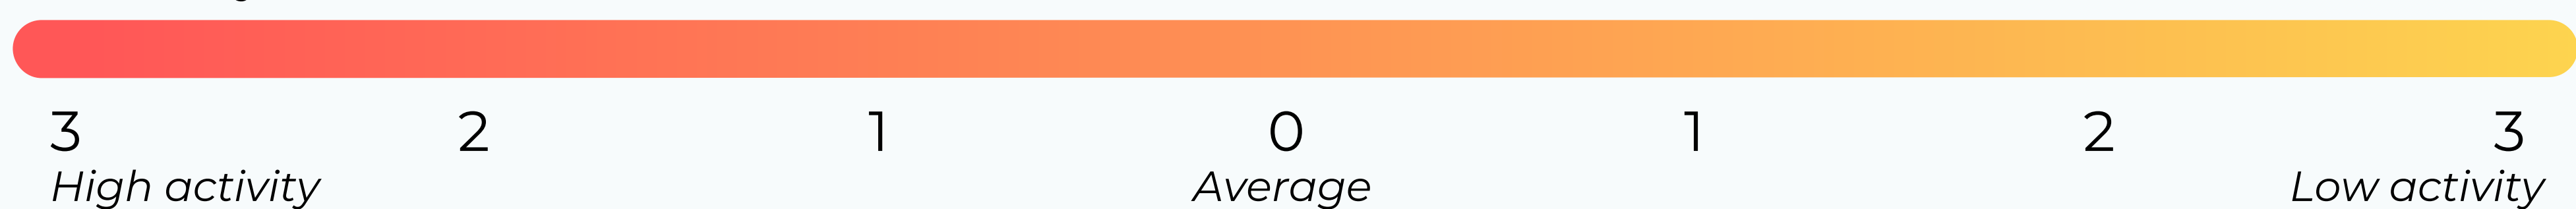 3 2 1 0 1 2 3
High activity Average Low activity